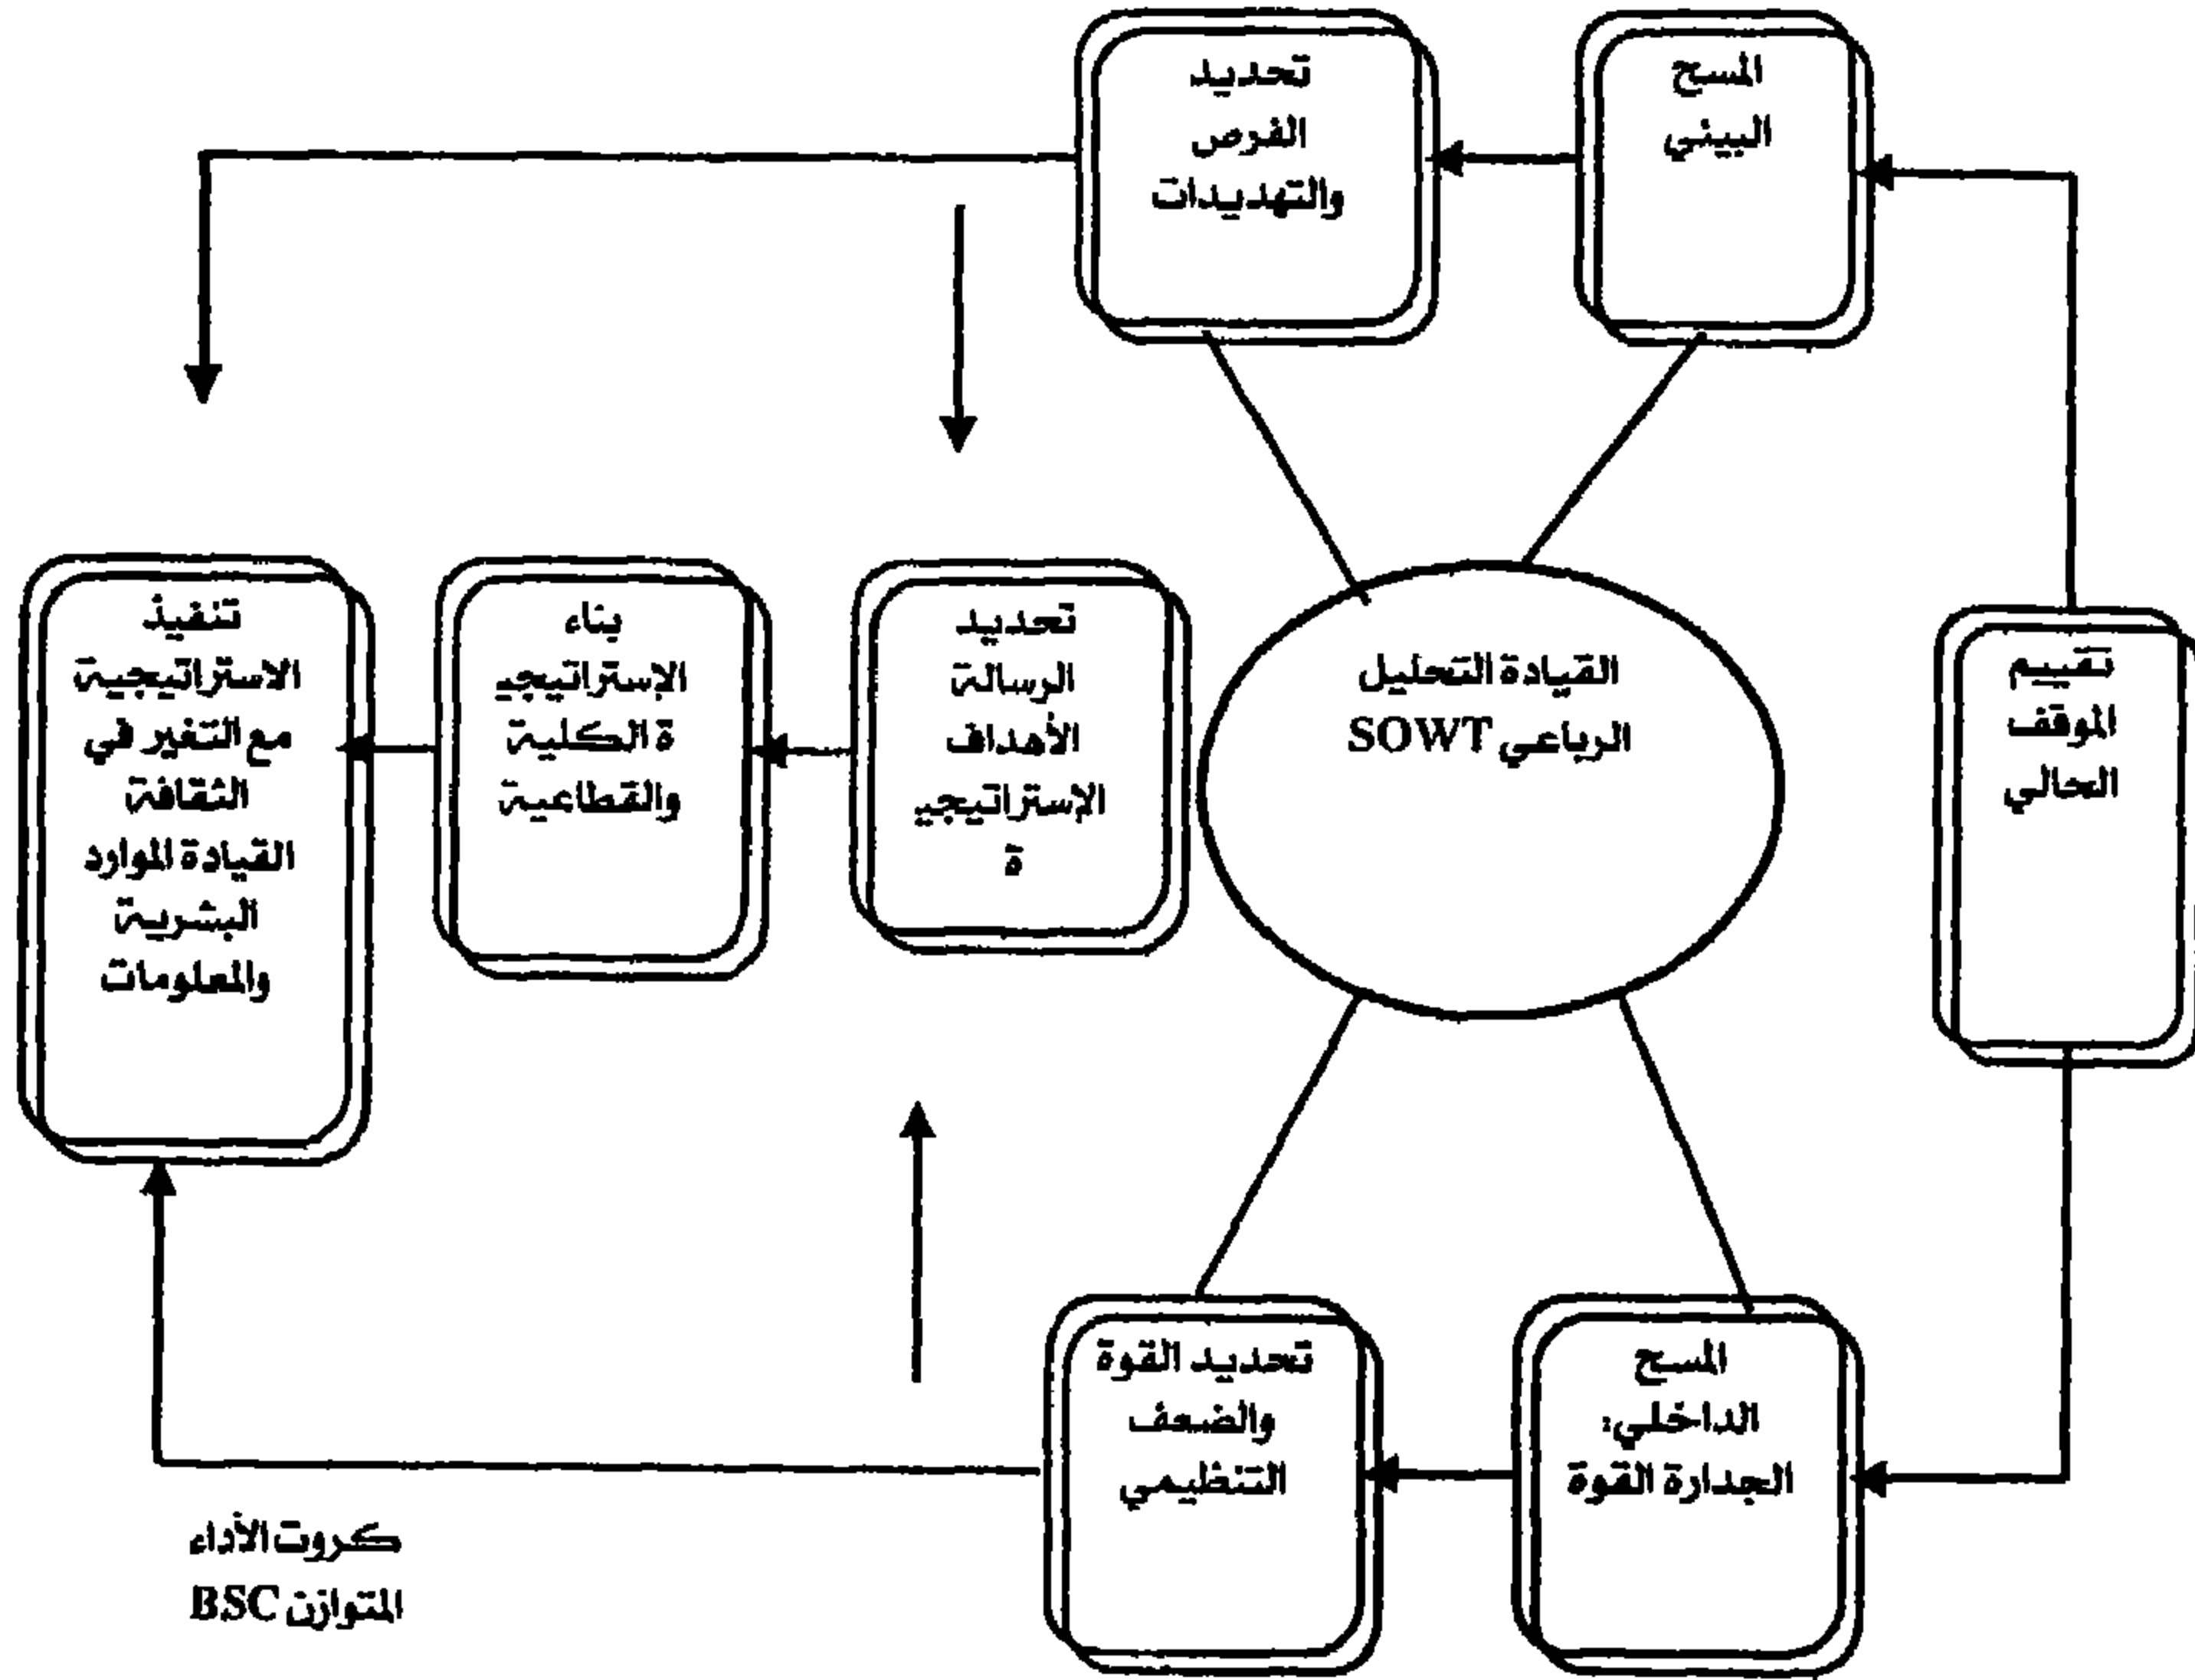 المسح
البيئي
تحديد
الفرص
والتهديدات
تقييم
الموقف
الحالي
القيادة التحليل
الرباعي SOWT
تحديد
الرسالة
الأهداف
الإستراتيجي
ة
بناء
الإستراتيجي
ة الكلية
والقطاعية
تنفيذ
الاستراتيجية
مع التغير في
الثقافة
القيادة الموارد
البشرية
والمعلومات
المسح
الداخلي:
الجدارة القوة
تحديد القوة
والضعف
التنظيمي
كروت الأداء
المتوازن BSC